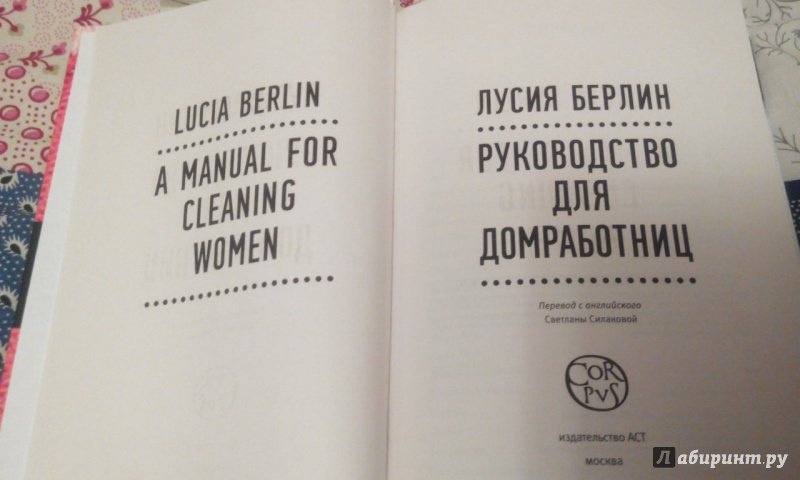 LUCIA BERLIN
A MANUAL FOR
CLEANING
WOMEN
ЛУСИЯ БЕРЛИН
РУКОВОДСТВО
ДЛЯ
ДОМРАБОТНИЦ
Перевод с английского
Светланы Силаковой
CORPVS
издательство АСТ
москва
Лабиринт.ру